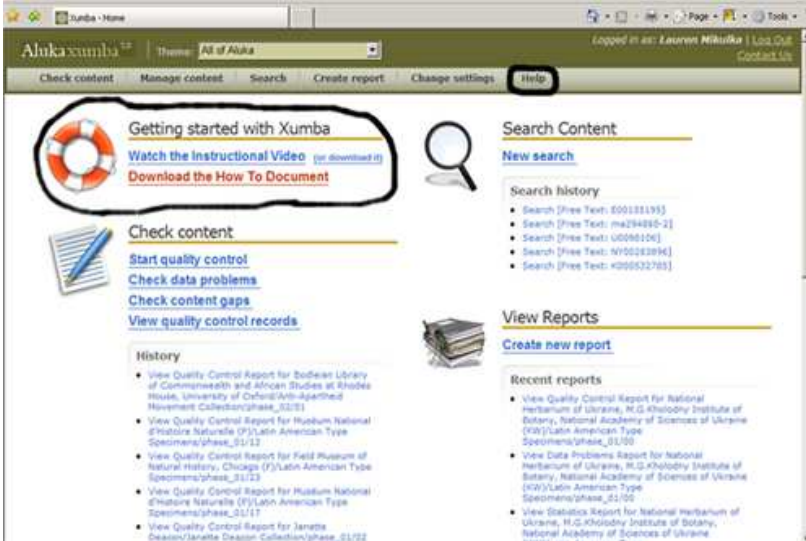 Xumba - Home
Page
Tools
Aluka xumba
Theme: All of Aluka
Logged in as: Lauren Mikulka | Log Out
Contact Us
Check content Manage content Search Create report Change settings Help
Getting started with Xumba
Watch the Instructional Video (or download it)
Download the How To Document
Check content
Start quality control
Check data problems
Check content gaps
View quality control records
History
View Quality Control Report for Bodleian Library
of Commonwealth and African Studies at Rhodes
House, University of Oxford/Anti-Apartheid
Movement Collection/phase_02/01
View Quality Control Report for Muséum National
d'Histoire Naturelle (P)/Latin American Type
Specimens/phase_01/12
View Quality Control Report for Field Museum of
Natural History, Chicago (F)/Latin American Type
Specimens/phase_01/23
View Quality Control Report for Muséum National
d'Histoire Naturelle (P)/Latin American Type
Specimens/phase_01/17
View Quality Control Report for Janette
Deacon/Janette Deacon Collection/phase_01/02
Search Content
New search
Search history
Search [Free Text:
Search [Free Text:
Search [Free Text:
Search [Free Text:
Search [Free Text:
View Reports
Create new report
Recent reports
View Quality Control Report for National
Herbarium of Ukraine, M.G.Kholodny Institute of
Botany, National Academy of Sciences of Ukraine
(KW)/Latin American Type
Specimens/phase_01/00
View Data Problems Report for National
Herbarium of Ukraine, M.G.Kholodny Institute of
Botany, National Academy of Sciences of Ukraine
(KW)/Latin American Type
Specimens/phase_01/00
View Statistics Report for National Herbarium of
Ukraine, M.G.Kholodny Institute of Botany,
National Academy of Sciences of Ukraine